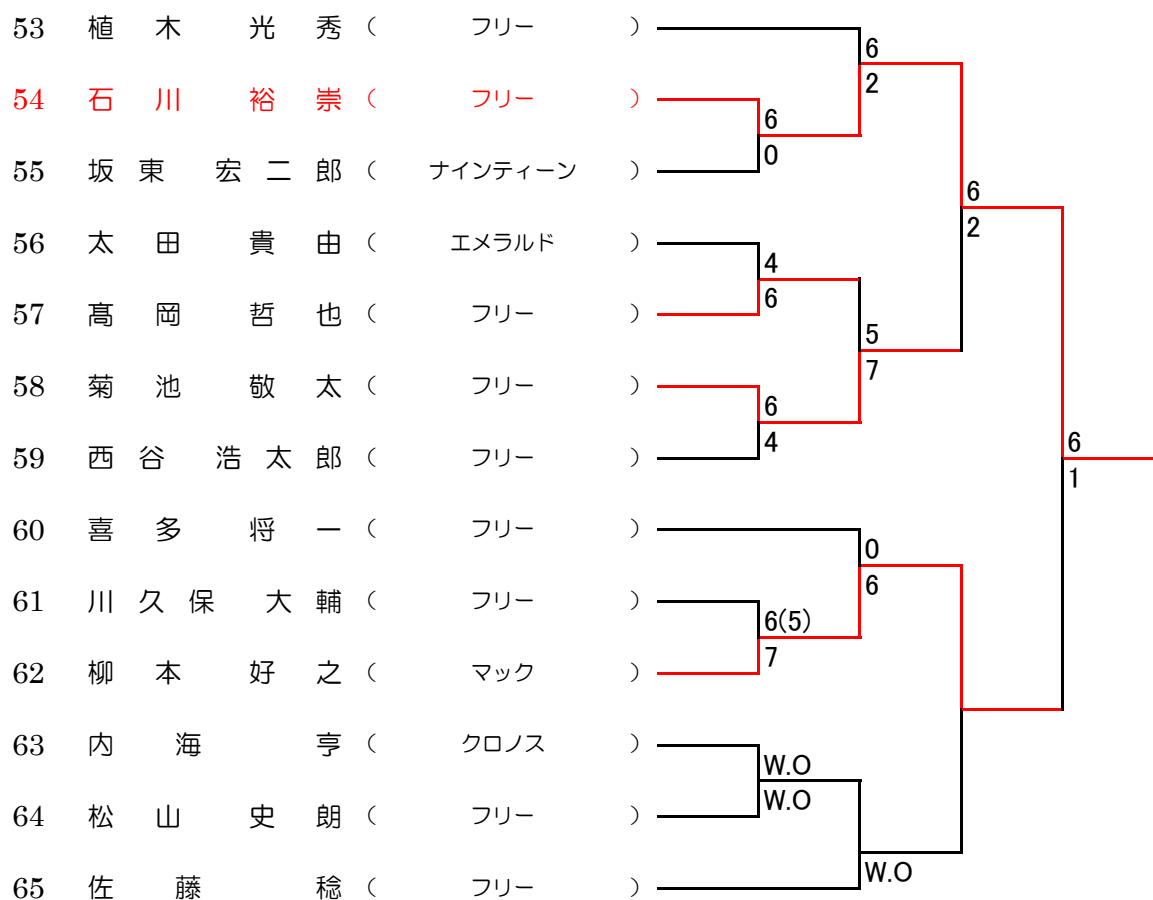 53 植木 光秀 ( フリー )
6
2
54 石川 裕崇 ( フリー )
6
0
55 坂東 宏二郎 ( ナインティーン )
6
2
56 太田 貴由 ( エメラルド )
4
6
57 髙岡 哲也 ( フリー )
5
7
58 菊池 敬太 ( フリー )
6
4
59 西谷 浩太郎 ( フリー )
6
1
60 喜多 将一 ( フリー )
0
6
61 川久保 大輔 ( フリー )
6(5)
7
62 柳本 好之 ( マック )
63 内海 亨 ( クロノス )
W.O
W.O
64 松山 史朗 ( フリー )
W.O
65 佐藤 稔 ( フリー )